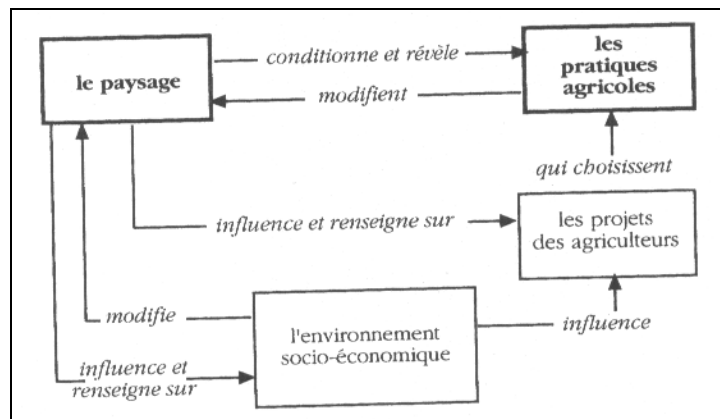 conditionne et révèle
le paysage
les
pratiques
agricoles
modifient
qui choisissent
influence et renseigne sur
les projets
des agriculteurs
modifie
l'environnement
socio-économique
influence
influence et
renseigne sur